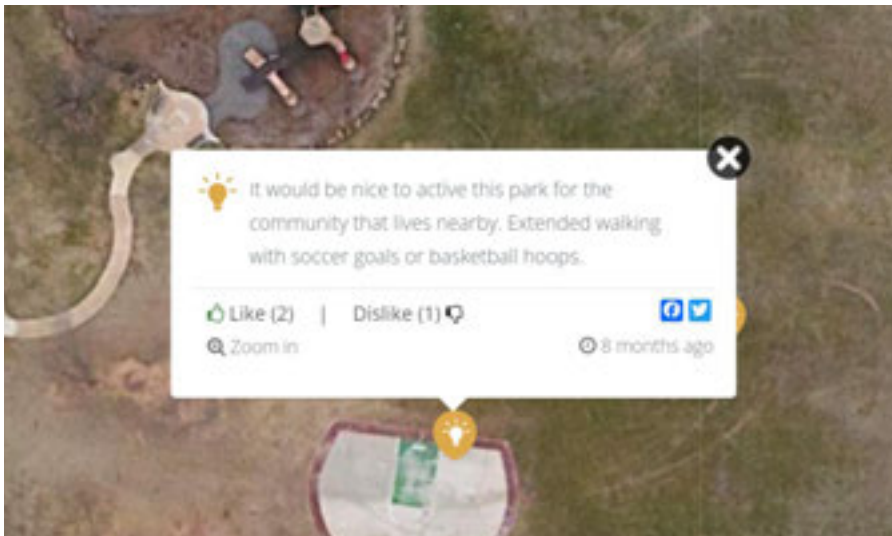 It would be nice to active this park for the
community that lives nearby. Extended walking
with soccer goals or basketball hoops.
Like (2) | Dislike (1)
Zoom in 8 months ago